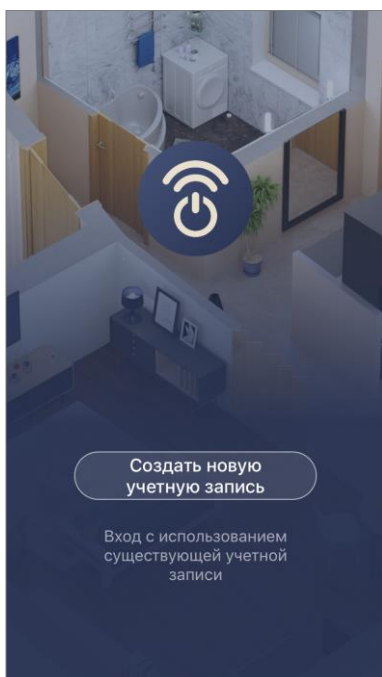 Создать новую
учетную запись
Вход с использованием
существующей учетной
записи